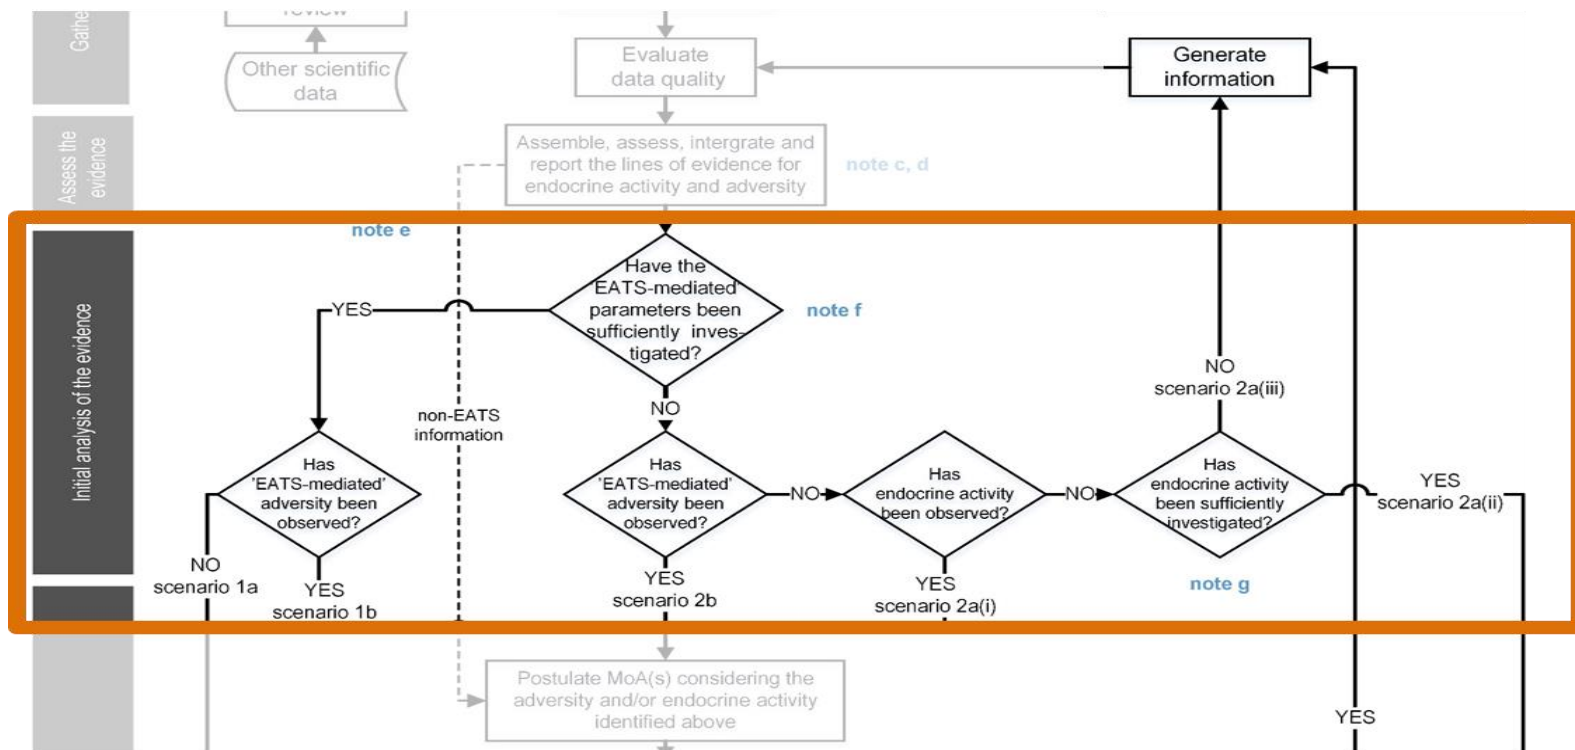 review
Gathe
Other scientific
data
Evaluate
data quality
Generate
information
Assess the
evidence
Assemble, assess, intergrate and
report the lines of evidence for
endocrine activity and adversity
note c, d
note e
Initial analysis of the evidence
Have the
'EATS-mediated'
parameters been
sufficiently inves-
tigated?
note f
YES
NO
non-EATS
information
NO
scenario 2a(iii)
Has
'EATS-mediated'
adversity been
observed?
Has
'EATS-mediated'
adversity been
observed?
NO
Has
endocrine activity
been observed?
NO
Has
endocrine activity
been sufficiently
investigated?
YES
scenario 2a(ii)
NO
scenario 1a
YES
scenario 1b
YES
scenario 2b
YES
scenario 2a(i)
note g
Postulate MoA(s) considering the
adversity and/or endocrine activity
identified above
YES